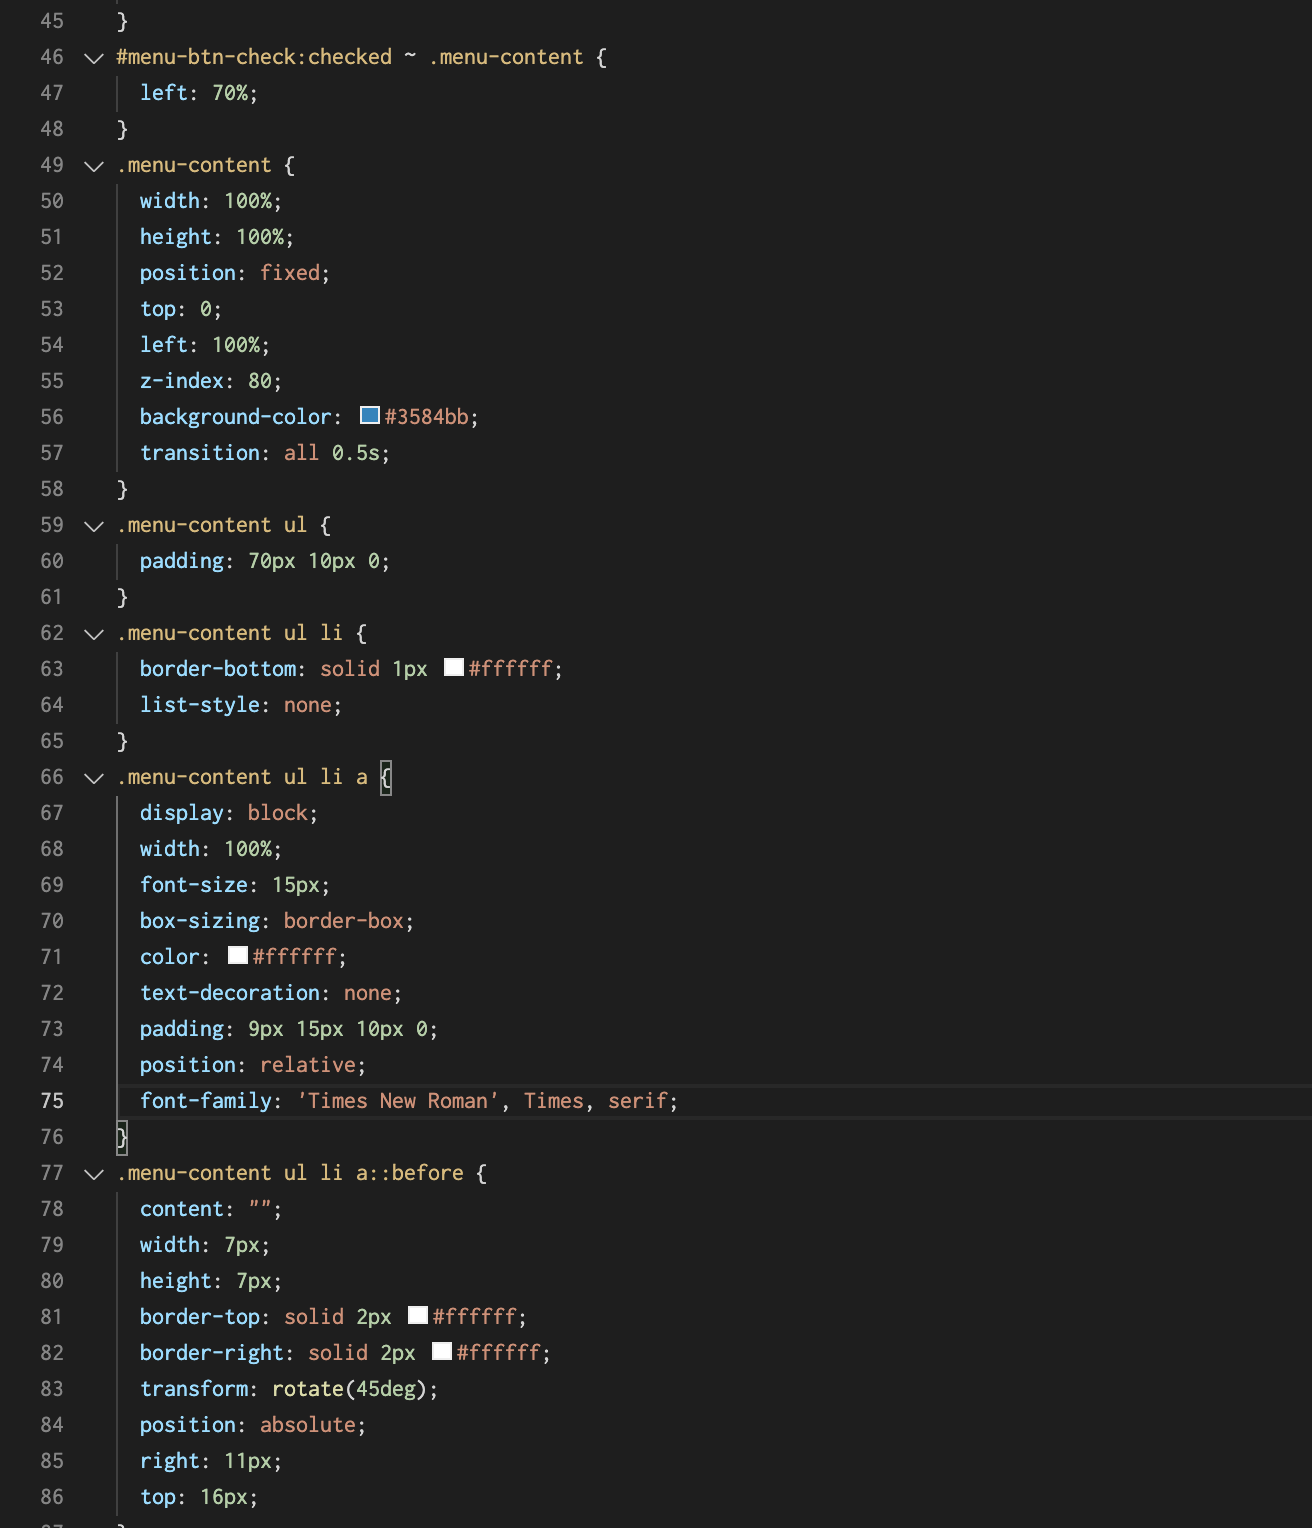 45 }
46 #menu-btn-check:checked ~ .menu-content {
47 left: 70%;
48 }
49 .menu-content {
50 width: 100%;
51 height: 100%;
52 position: fixed;
53 top: 0;
54 left: 100%;
55 z-index: 80;
56 background-color: #3584bb;
57 transition: all 0.5s;
58 }
59 .menu-content ul {
60 padding: 70px 10px 0;
61 }
62 .menu-content ul li {
63 border-bottom: solid 1px #ffffff;
64 list-style: none;
65 }
66 .menu-content ul li a {
67 display: block;
68 width: 100%;
69 font-size: 15px;
70 box-sizing: border-box;
71 color: #ffffff;
72 text-decoration: none;
73 padding: 9px 15px 10px 0;
74 position: relative;
75 font-family: 'Times New Roman', Times, serif;
76 }
77 .menu-content ul li a::before {
78 content: "";
79 width: 7px;
80 height: 7px;
81 border-top: solid 2px #ffffff;
82 border-right: solid 2px #ffffff;
83 transform: rotate(45deg);
84 position: absolute;
85 right: 11px;
86 top: 16px;